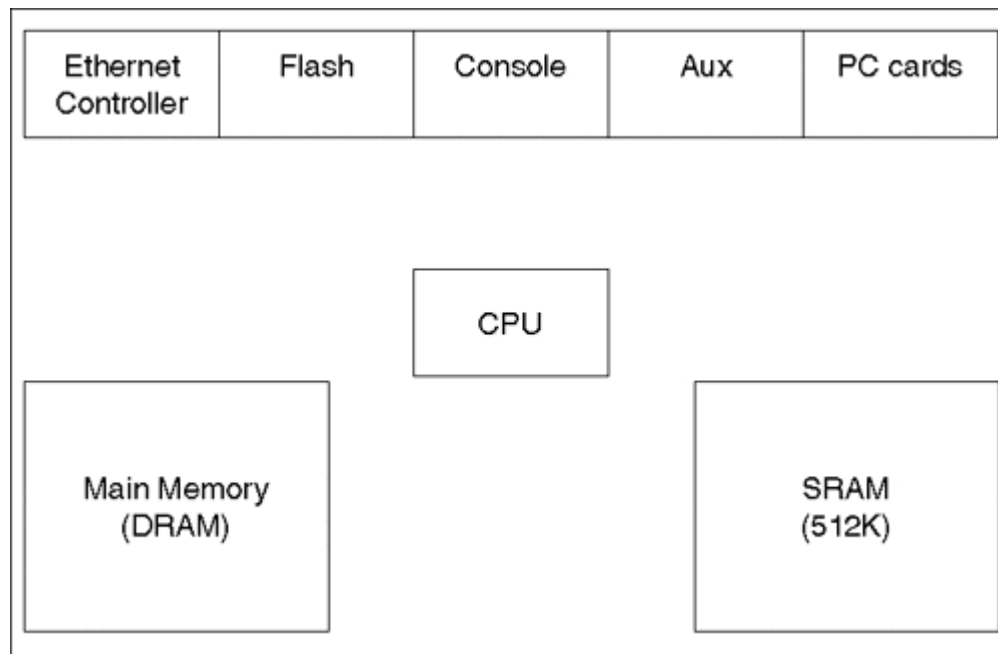 Ethernet
Controller
Flash
Console
Aux
PC cards
CPU
Main Memory
(DRAM)
SRAM
(512K)